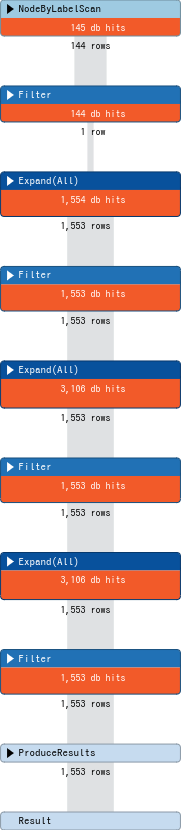 NodeByLabelScan
145 db hits
144 rows
Filter
144 db hits
1 row
Expand(All)
1,554 db hits
1,553 rows
Filter
1,553 db hits
1,553 rows
Expand(All)
3,106 db hits
1,553 rows
Filter
1,553 db hits
1,553 rows
Expand(All)
3,106 db hits
1,553 rows
Filter
1,553 db hits
1,553 rows
ProduceResults
1,553 rows
Result